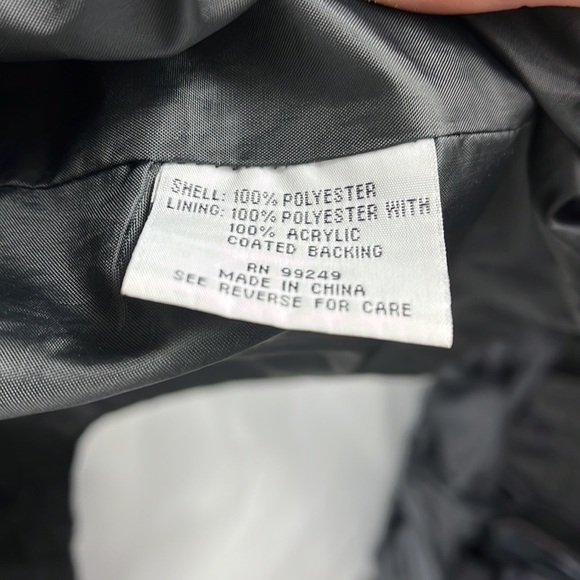 SHELL: 100% POLYESTER
LINING: 100% POLYESTER WITH
100% ACRYLIC
COATED BACKING
RN 99249
MADE IN CHINA
SEE REVERSE FOR CARE